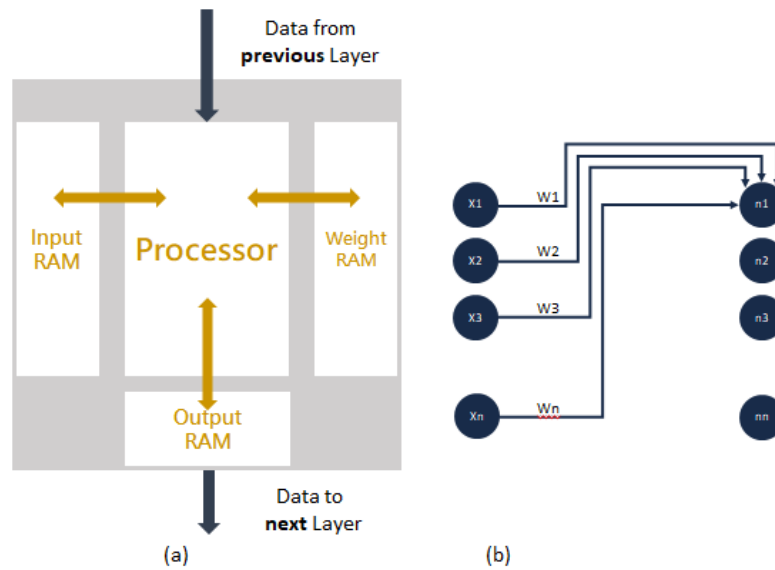 Data from
previous Layer
Input
RAM
Processor
Weight
RAM
Output
RAM
Data to
next Layer
(a)
X1
W1
n1
X2
W2
n2
X3
W3
n3
Xn
Wn
nn
(b)